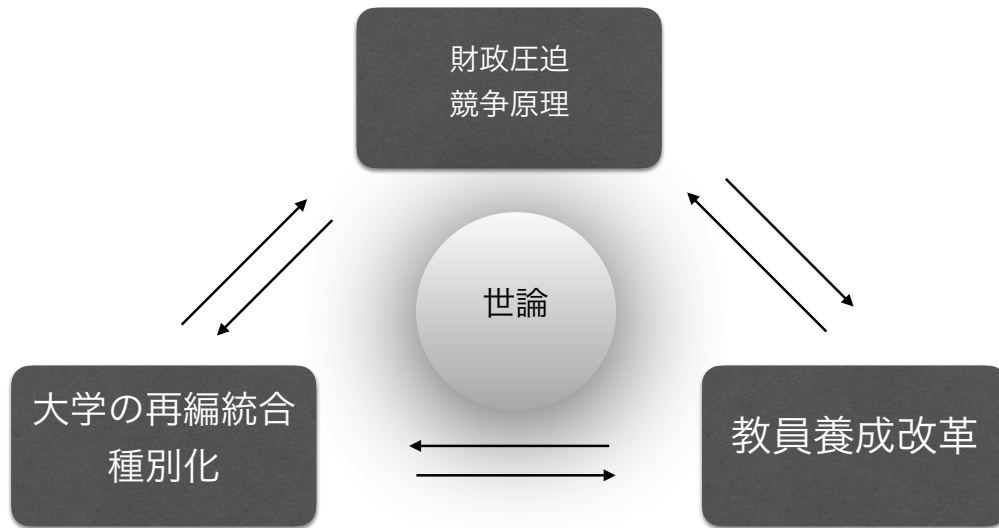 財政圧迫
競争原理
世論
大学の再編統合
種別化
教員養成改革